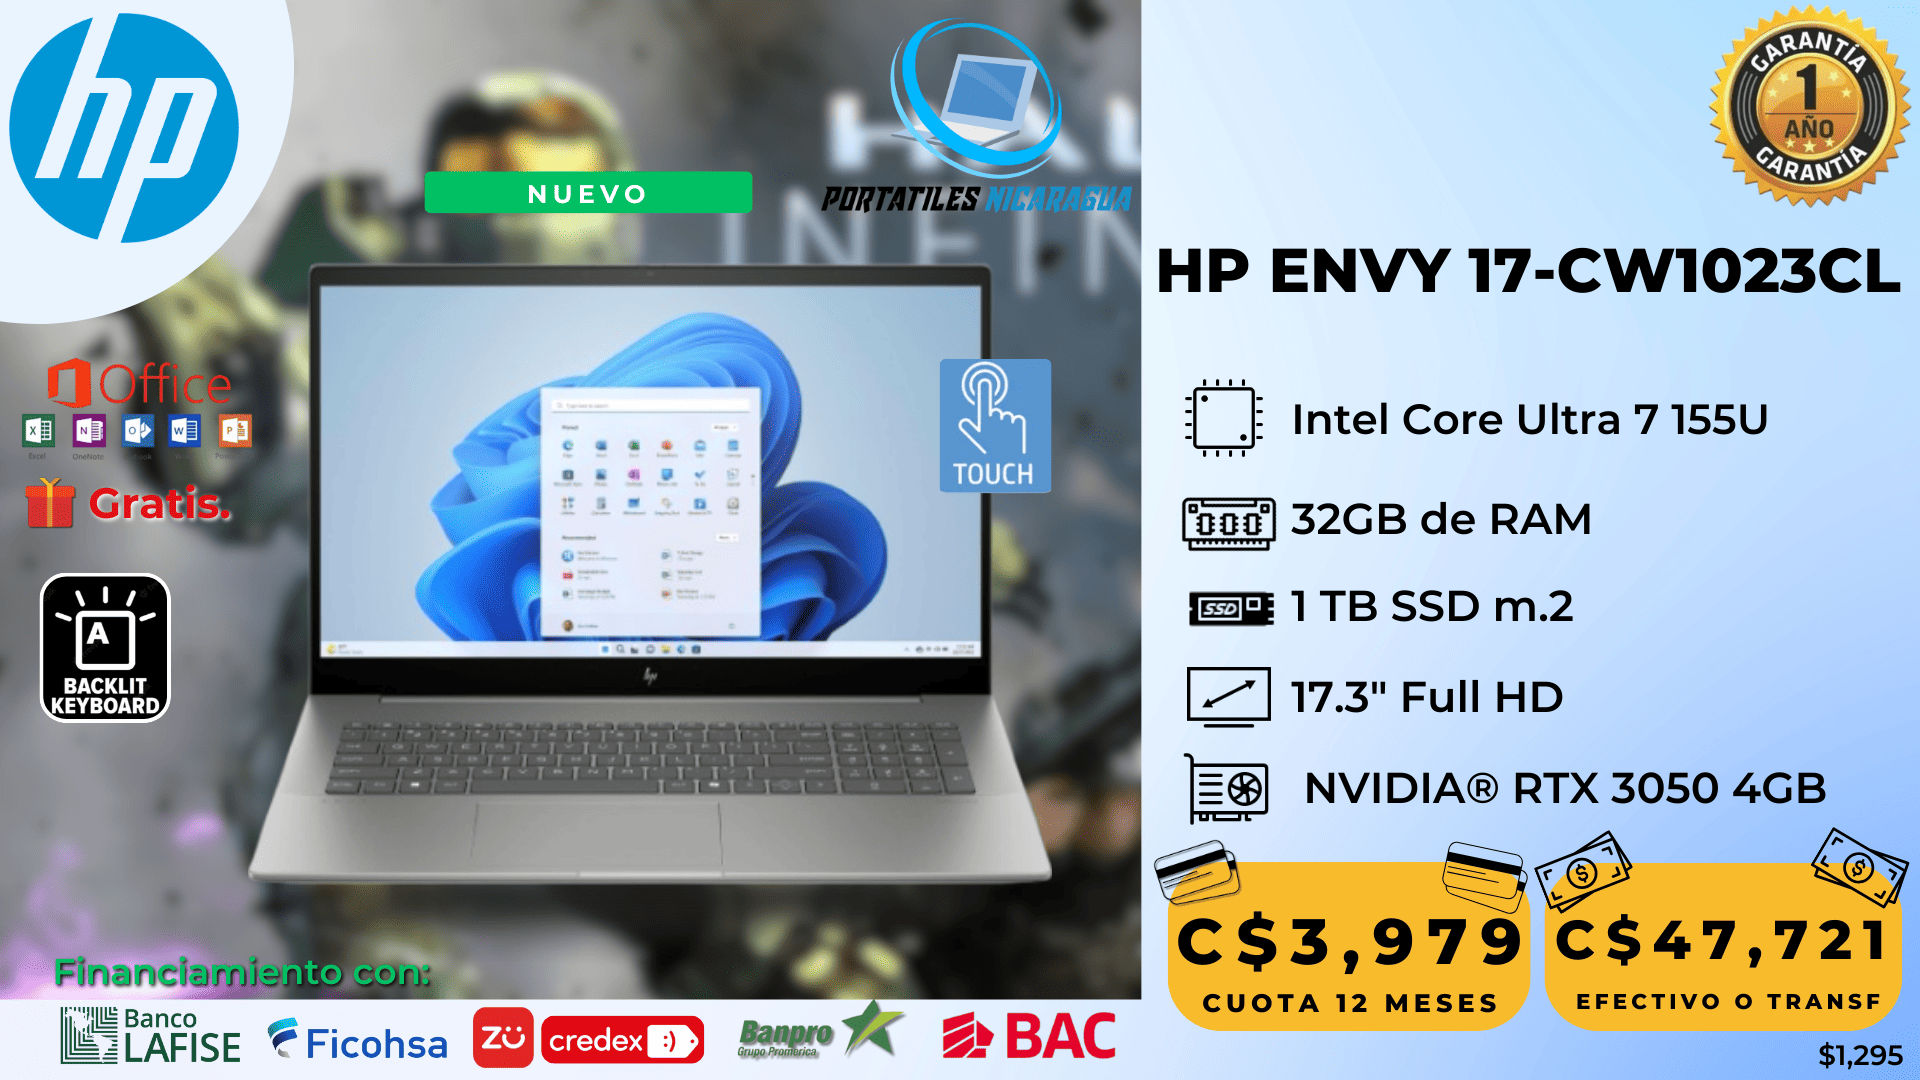 hp
NUEVO
PORTATILES NICARAGUA
GARANTÍA
1
AÑO
GARANTÍA
HP ENVY 17-CW1023CL
Office
Excel
OneNote
Gratis.
TOUCH
A
BACKLIT
KEYBOARD
Intel Core Ultra 7 155U
32GB de RAM
SSD
1 TB SSD m.2
17.3" Full HD
NVIDIA® RTX 3050 4GB
C$3,979
CUOTA 12 MESES
C$47,721
EFECTIVO O TRANSF
$1,295
Financiamiento con:
Banco
LAFISE
Ficohsa
zü
credex
Banpro
Grupo Promerica
BAC
INFIN